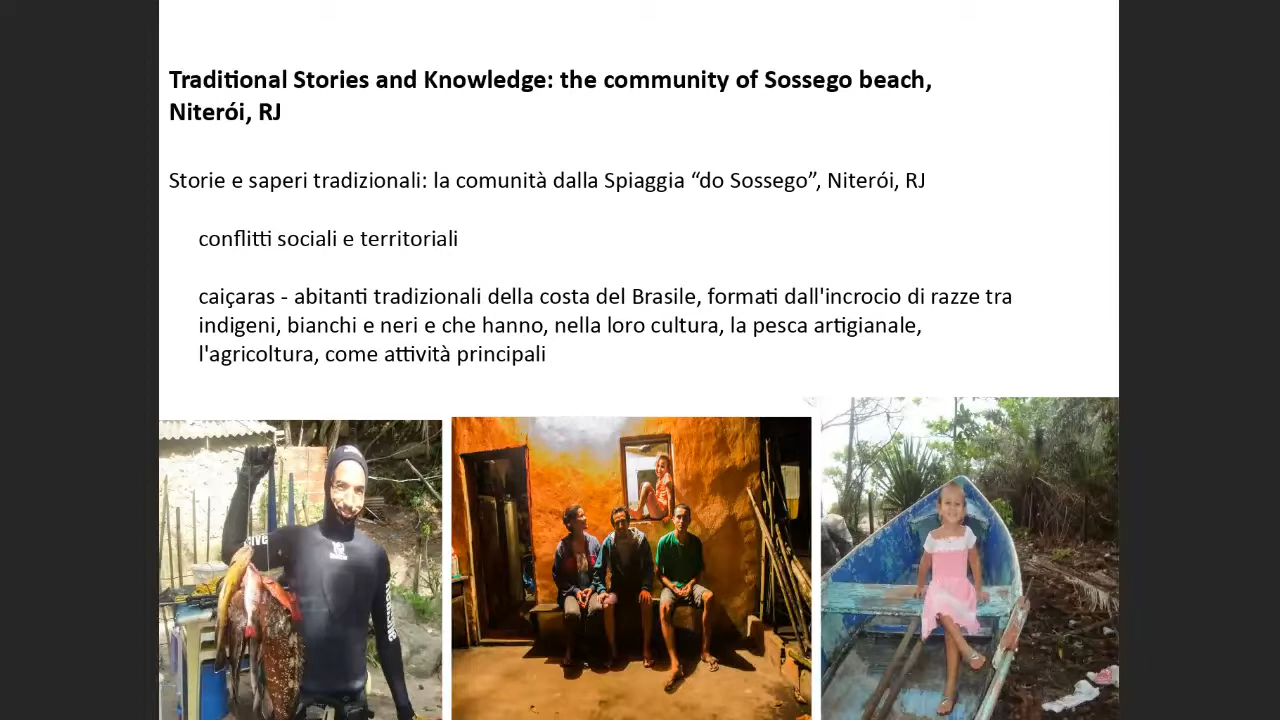 Traditional Stories and Knowledge: the community of Sossego beach,
Niterói, RJ
Storie e saperi tradizionali: la comunità dalla Spiaggia “do Sossego”, Niterói, RJ
conflitti sociali e territoriali
caiçaras - abitanti tradizionali della costa del Brasile, formati dall'incrocio di razze tra
indigeni, bianchi e neri e che hanno, nella loro cultura, la pesca artigianale,
l'agricoltura, come attività principali